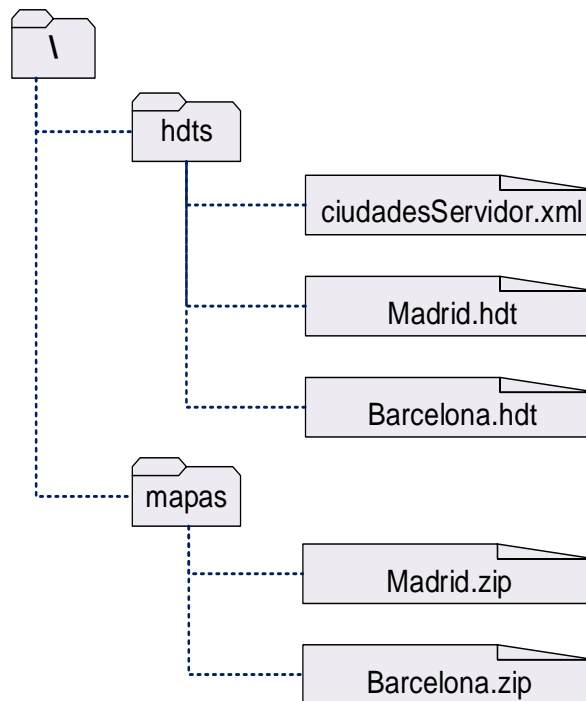 \
hdts
ciudadesServidor.xml
Madrid.hdt
Barcelona.hdt
mapas
Madrid.zip
Barcelona.zip